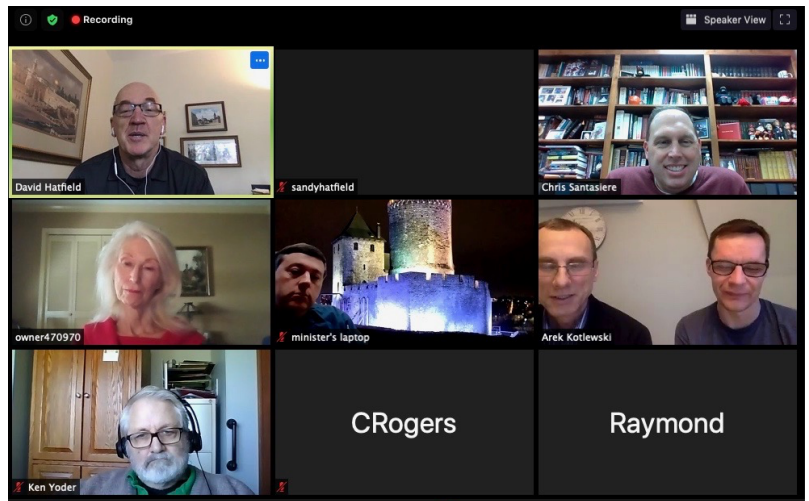 Recording
Speaker View
David Hatfield
sandyhatfield
Chris Santasiere
owner470970
minister's laptop
Arek Kotlewski
Ken Yoder
CRogers
Raymond